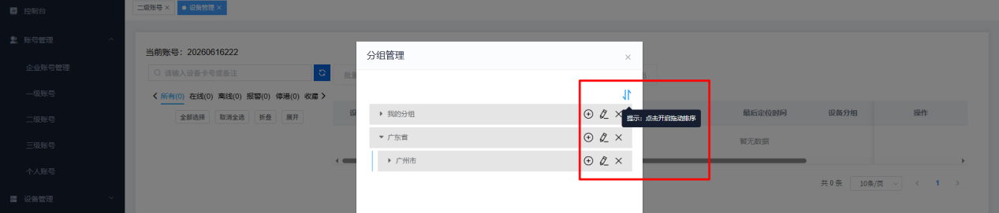 控制台
账号管理
企业账号管理
一级账号
二级账号
三级账号
个人账号
设备管理
二级账号 ×
设备管理 ×
当前账号：20260616222
请输入设备卡号或备注
所有(0) 在线(0) 离线(0) 报警(0) 停港(0) 收藏
全部选择 取消全选 折叠 展开
分组管理
提示：点击开启拖动排序
我的分组
广东省
广州市
最后定位时间 设备分组 操作
暂无数据
共 0 条 10条/页 1